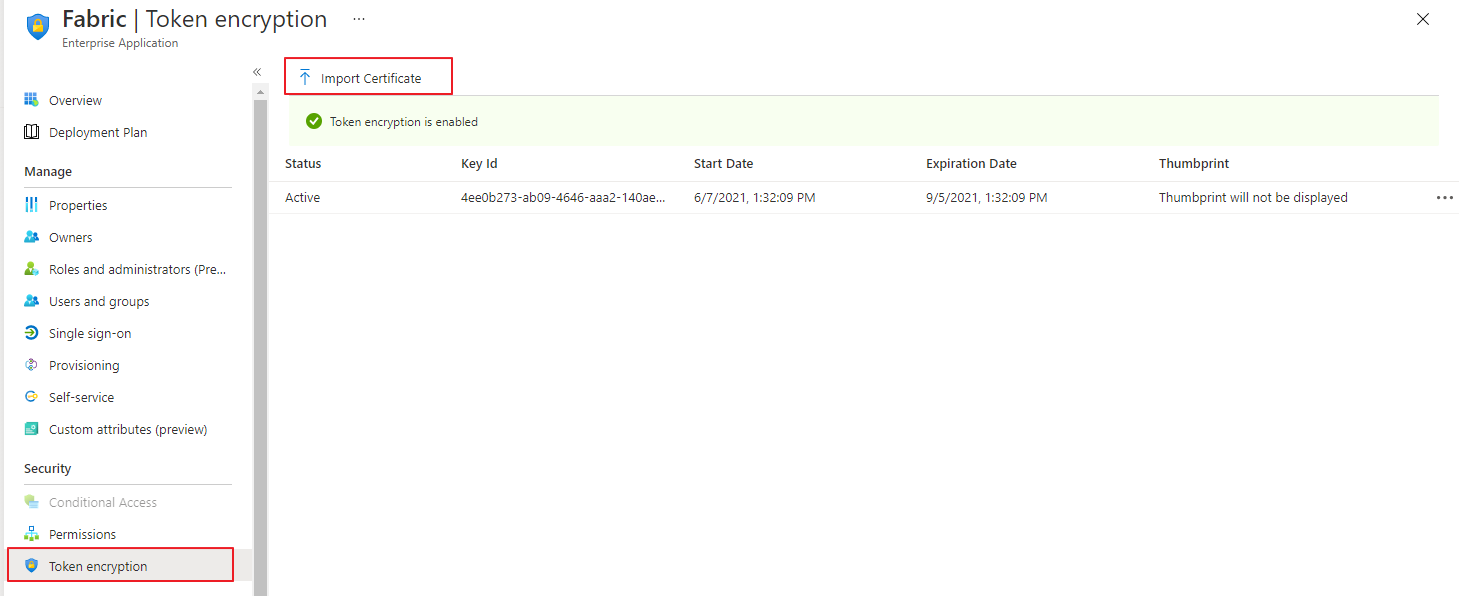 Fabric | Token encryption ...
Enterprise Application
«
Import Certificate
Overview
Token encryption is enabled
Deployment Plan
Status Key Id Start Date Expiration Date Thumbprint
Manage
Active 4ee0b273-ab09-4646-aaa2-140ae... 6/7/2021, 1:32:09 PM 9/5/2021, 1:32:09 PM Thumbprint will not be displayed ...
Properties
Owners
Roles and administrators (Pre...
Users and groups
Single sign-on
Provisioning
Self-service
Custom attributes (preview)
Security
Conditional Access
Permissions
Token encryption